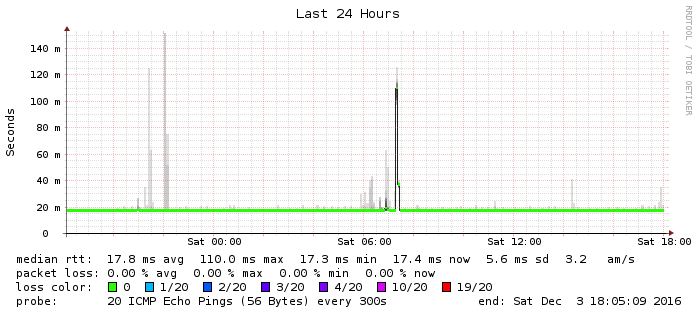 Last 24 Hours
RRDTOOL / TOBI OETIKER
Seconds
140 m
120 m
100 m
80 m
60 m
40 m
20 m
0
Sat 00:00 Sat 06:00 Sat 12:00 Sat 18:00
median rtt: 17.8 ms avg 110.0 ms max 17.3 ms min 17.4 ms now 5.6 ms sd 3.2 am/s
packet loss: 0.00 % avg 0.00 % max 0.00 % min 0.00 % now
loss color: 0 1/20 2/20 3/20 4/20 10/20 19/20
probe: 20 ICMP Echo Pings (56 Bytes) every 300s end: Sat Dec 3 18:05:09 2016